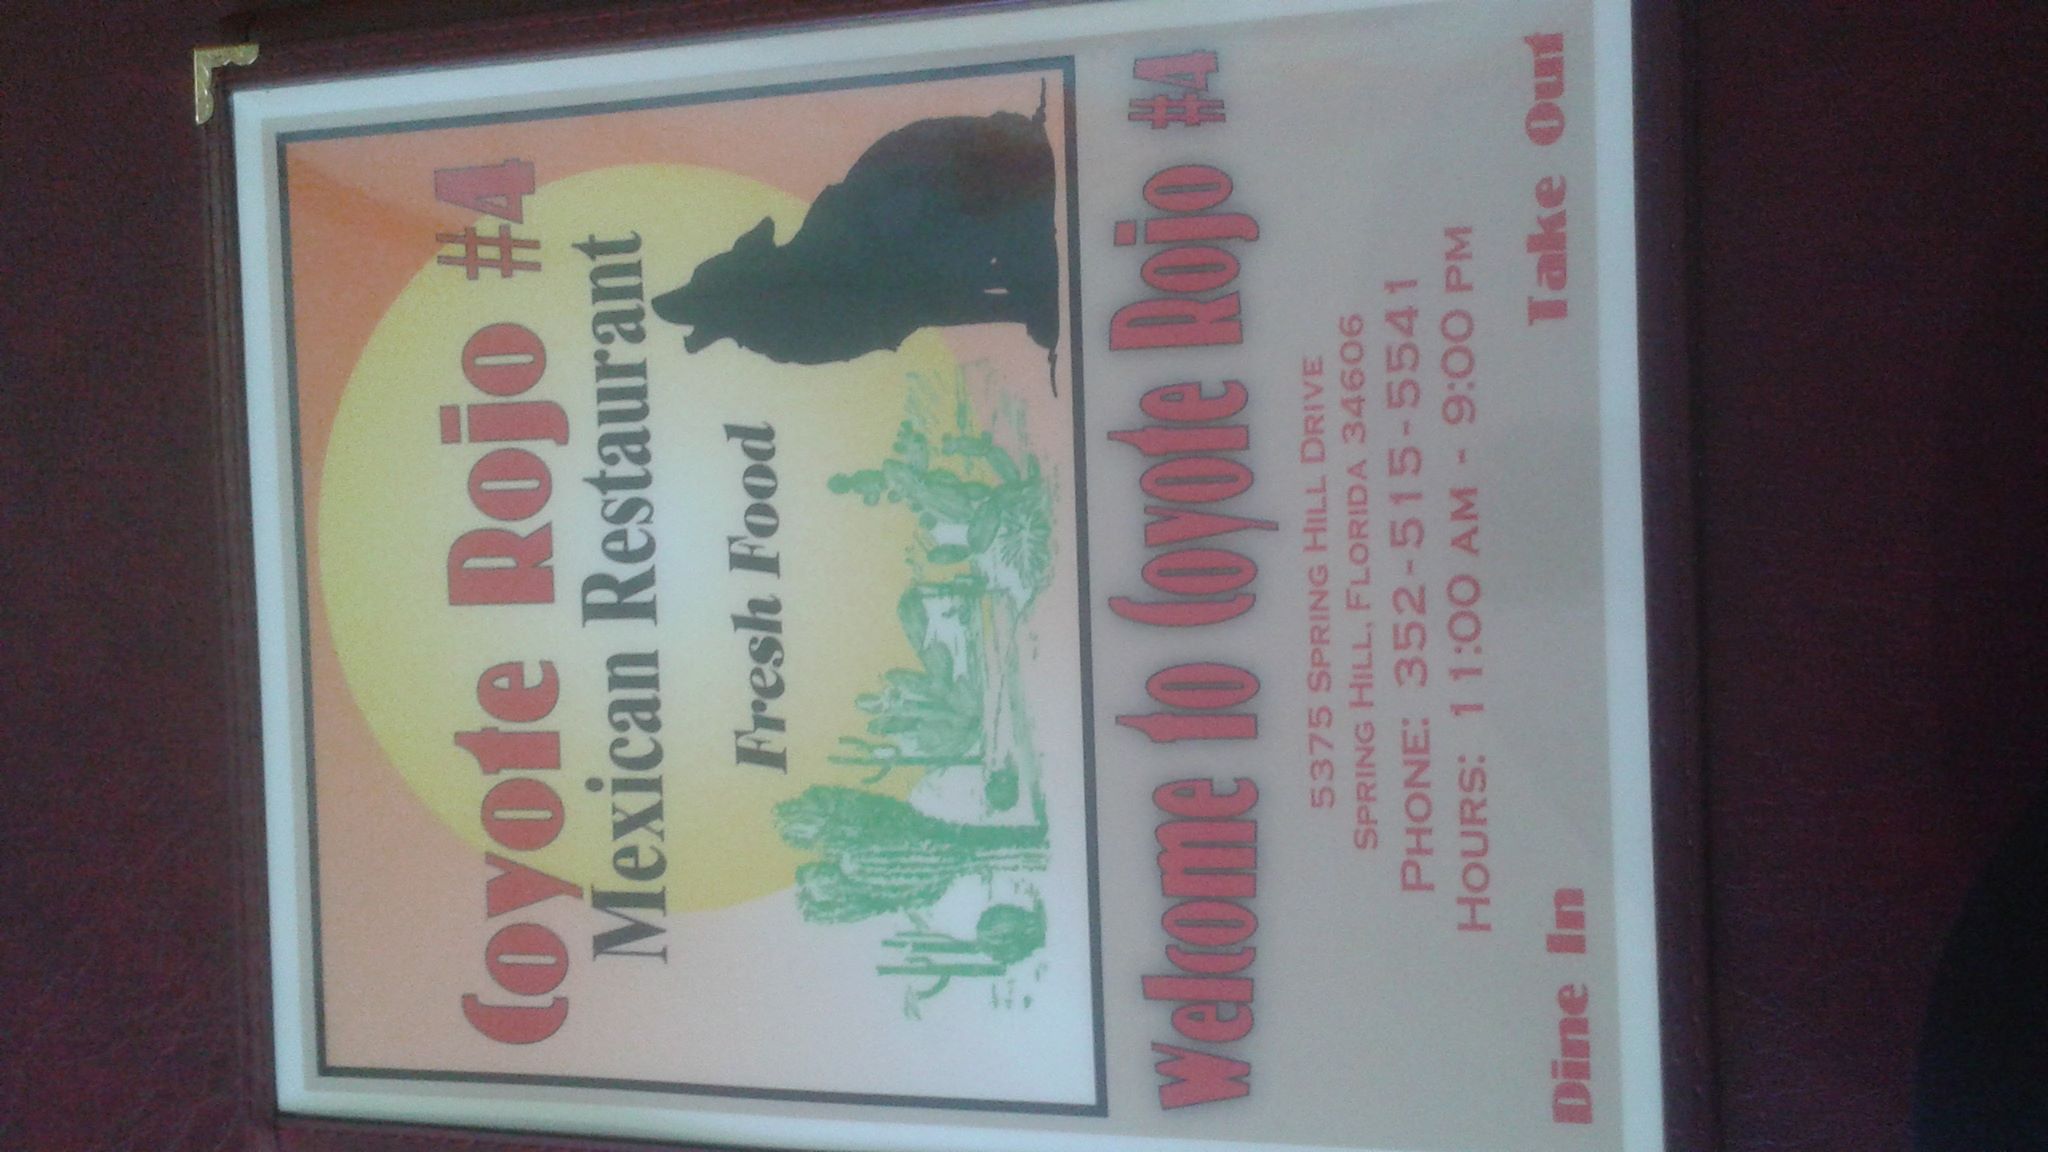 Coyote Rojo #4
Mexican Restaurant
Fresh Food
Welcome to Coyote Rojo #4
5375 SPRING HILL DRIVE
SPRING HILL, FLORIDA 34606
PHONE: 352-515-5541
HOURS: 11:00 AM - 9:00 PM
Dine In Take Out